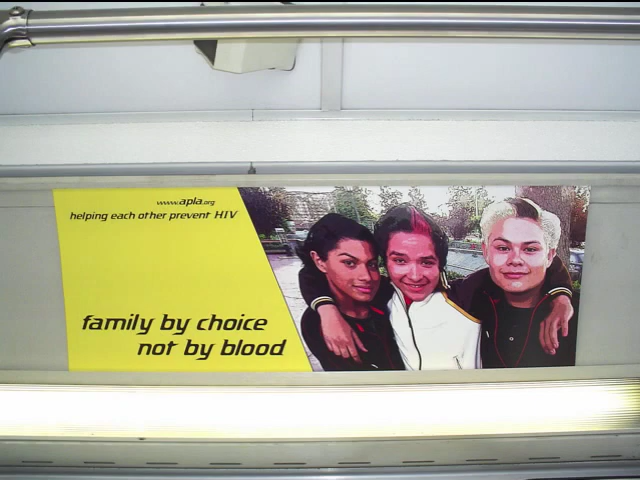 www.apla.org
helping each other prevent HIV
family by choice
not by blood